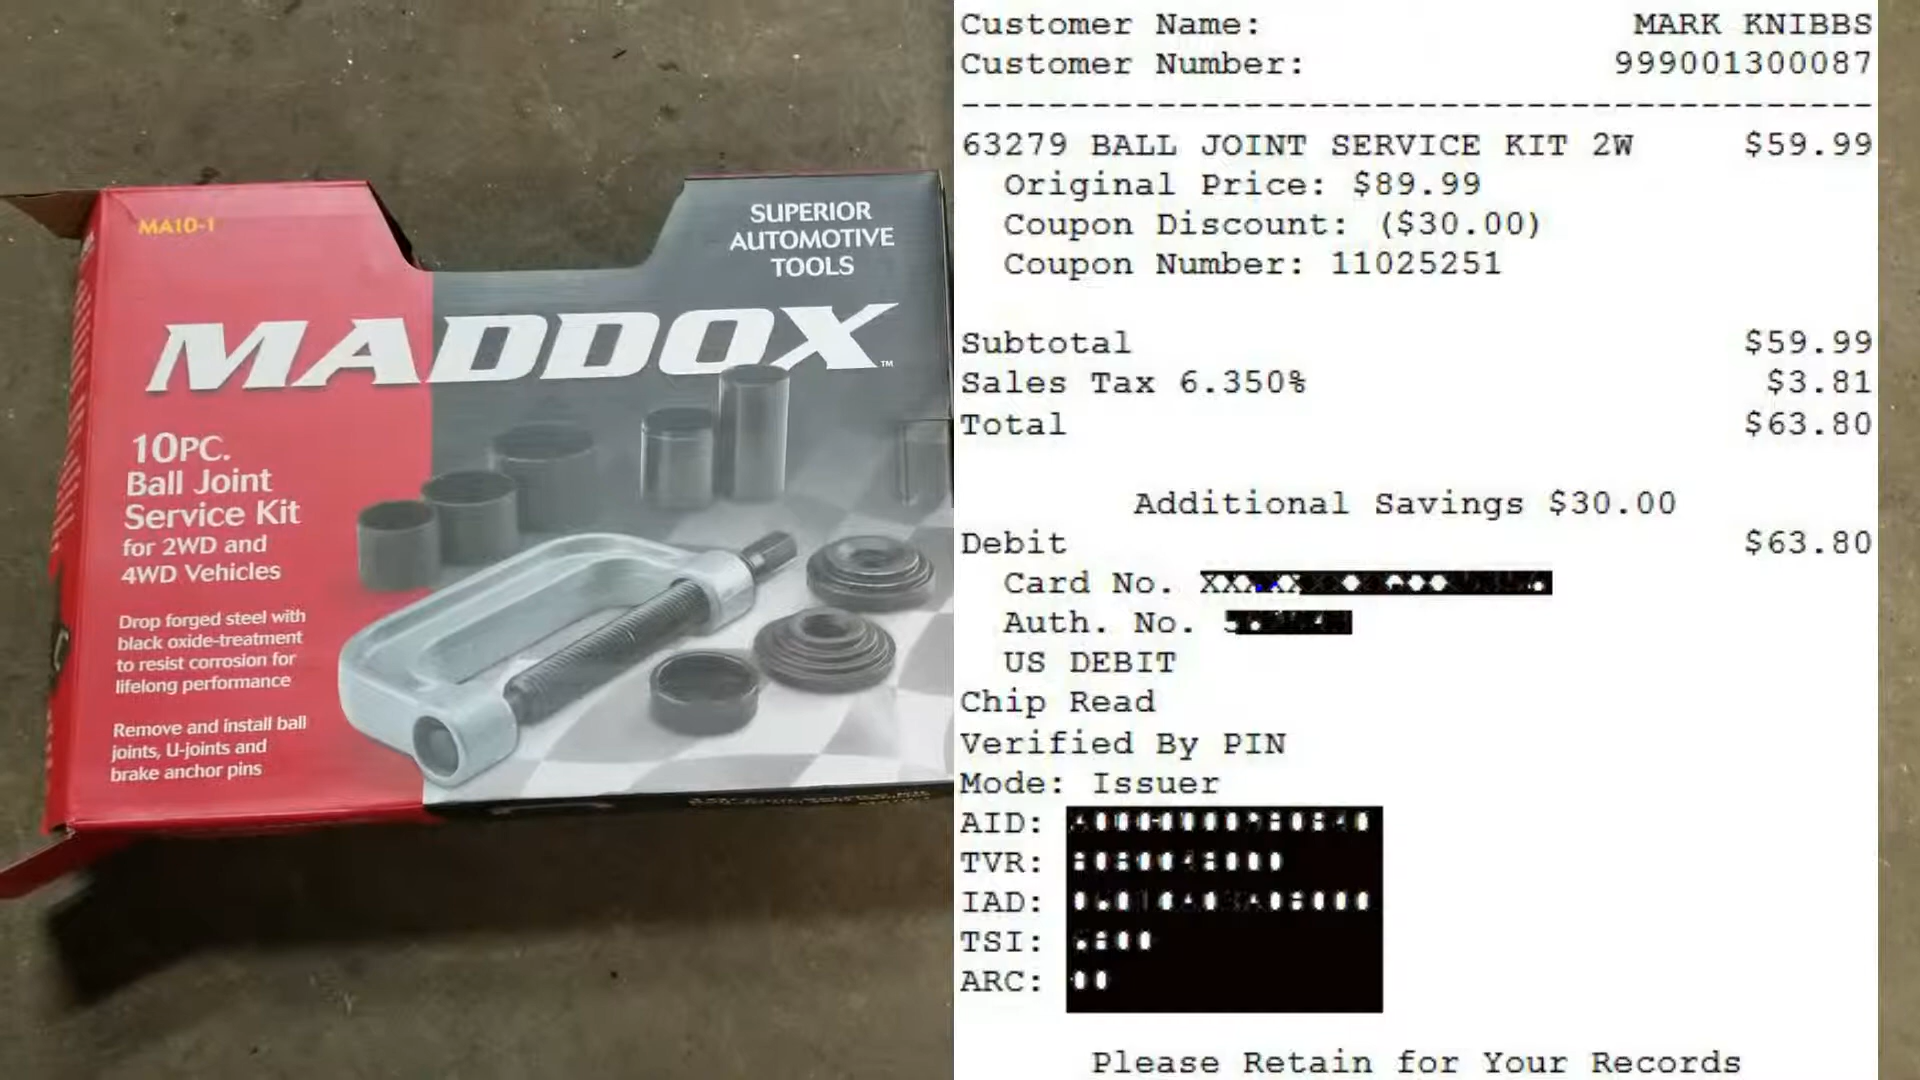 MA10-1
SUPERIOR
AUTOMOTIVE
TOOLS
MADDOX™
10PC.
Ball Joint
Service Kit
for 2WD and
4WD Vehicles
Drop forged steel with
black oxide-treatment
to resist corrosion for
lifelong performance
Remove and install ball
joints, U-joints and
brake anchor pins
Customer Name: MARK KNIBBS
Customer Number: 999001300087
63279 BALL JOINT SERVICE KIT 2W $59.99
Original Price: $89.99
Coupon Discount: ($30.00)
Coupon Number: 11025251
Subtotal $59.99
Sales Tax 6.350% $3.81
Total $63.80
Additional Savings $30.00
Debit $63.80
Card No.
Auth. No.
US DEBIT
Chip Read
Verified By PIN
Mode: Issuer
AID:
TVR:
IAD:
TSI:
ARC:
Please Retain for Your Records